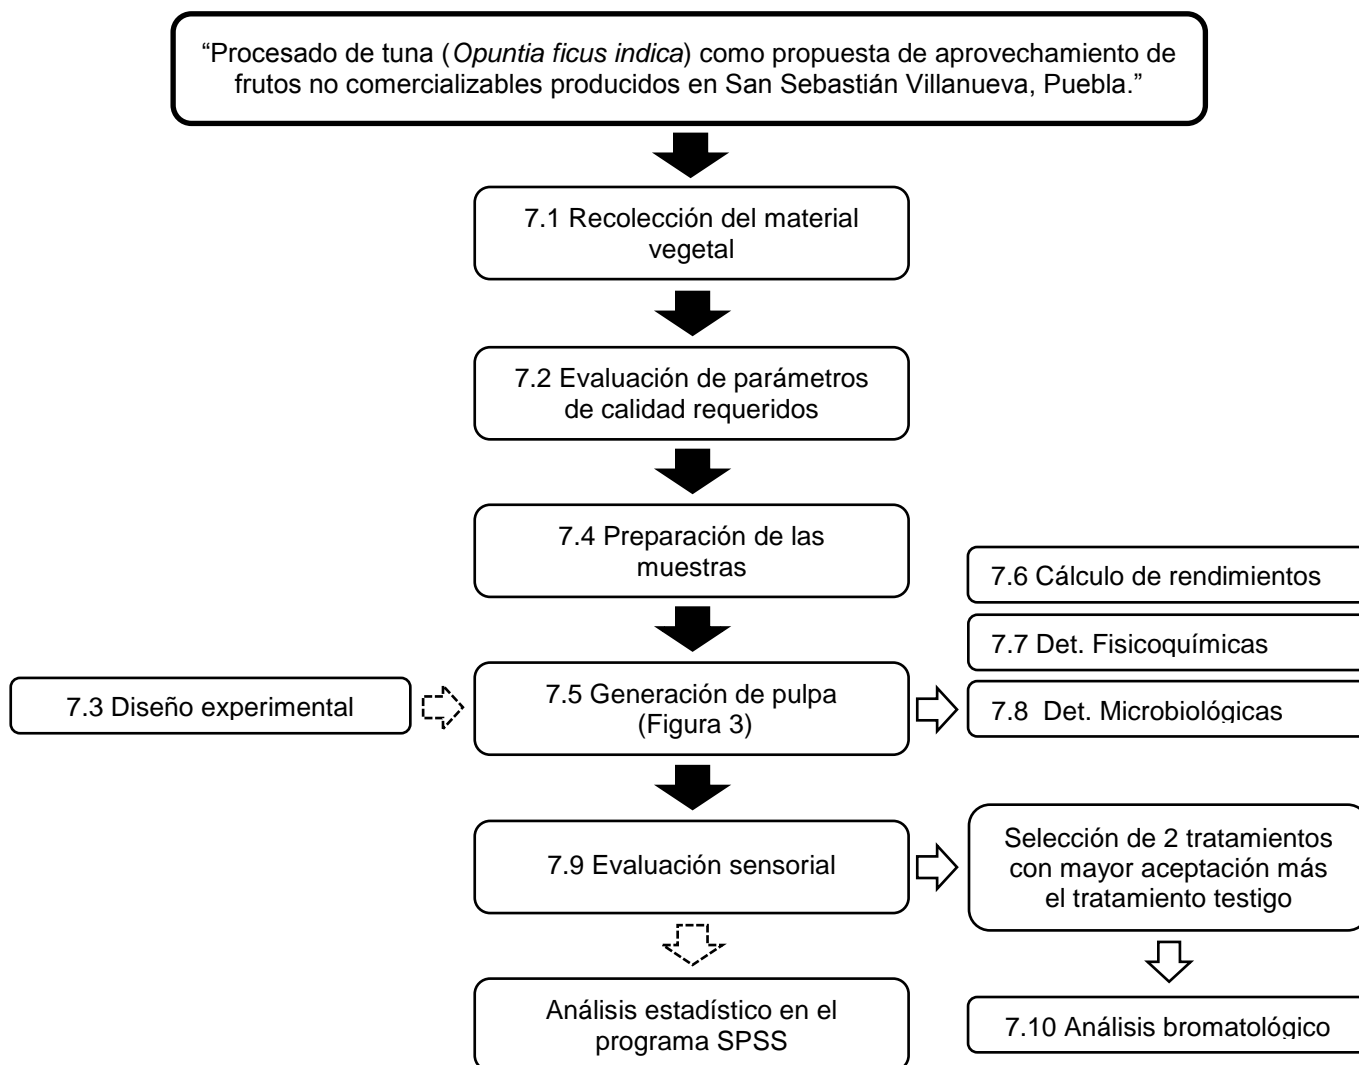 “Procesado de tuna (Opuntia ficus indica) como propuesta de aprovechamiento de
frutos no comercializables producidos en San Sebastián Villanueva, Puebla.”
7.1 Recolección del material
vegetal
7.2 Evaluación de parámetros
de calidad requeridos
7.4 Preparación de las
muestras
7.6 Cálculo de rendimientos
7.7 Det. Fisicoquímicas
7.3 Diseño experimental
7.5 Generación de pulpa
(Figura 3)
7.8 Det. Microbiológicas
7.9 Evaluación sensorial
Selección de 2 tratamientos
con mayor aceptación más
el tratamiento testigo
Análisis estadístico en el
programa SPSS
7.10 Análisis bromatológico